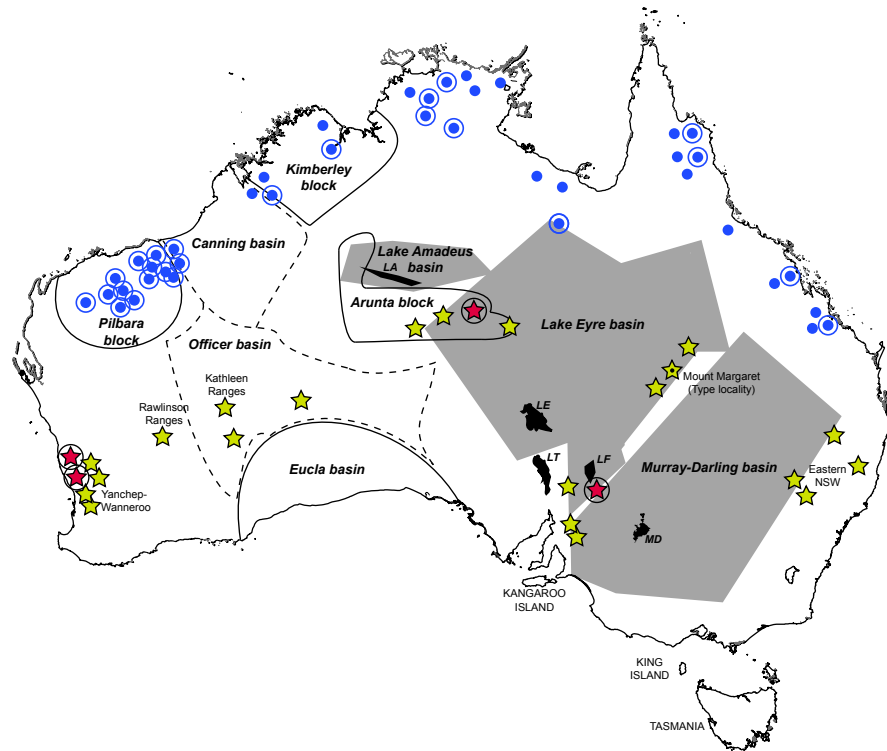 Kimberley
block
Canning basin
Lake Amadeus
LA
basin
Arunta block
Pilbara
block
Lake Eyre basin
Officer basin
Kathleen
Ranges
Rawlinson
Ranges
Mount Margaret
(Type locality)
LE
LT
LF
Eucla basin
Murray-Darling basin
Eastern
NSW
Yanchep-
Wanneroo
MD
KANGAROO
ISLAND
KING
ISLAND
TASMANIA